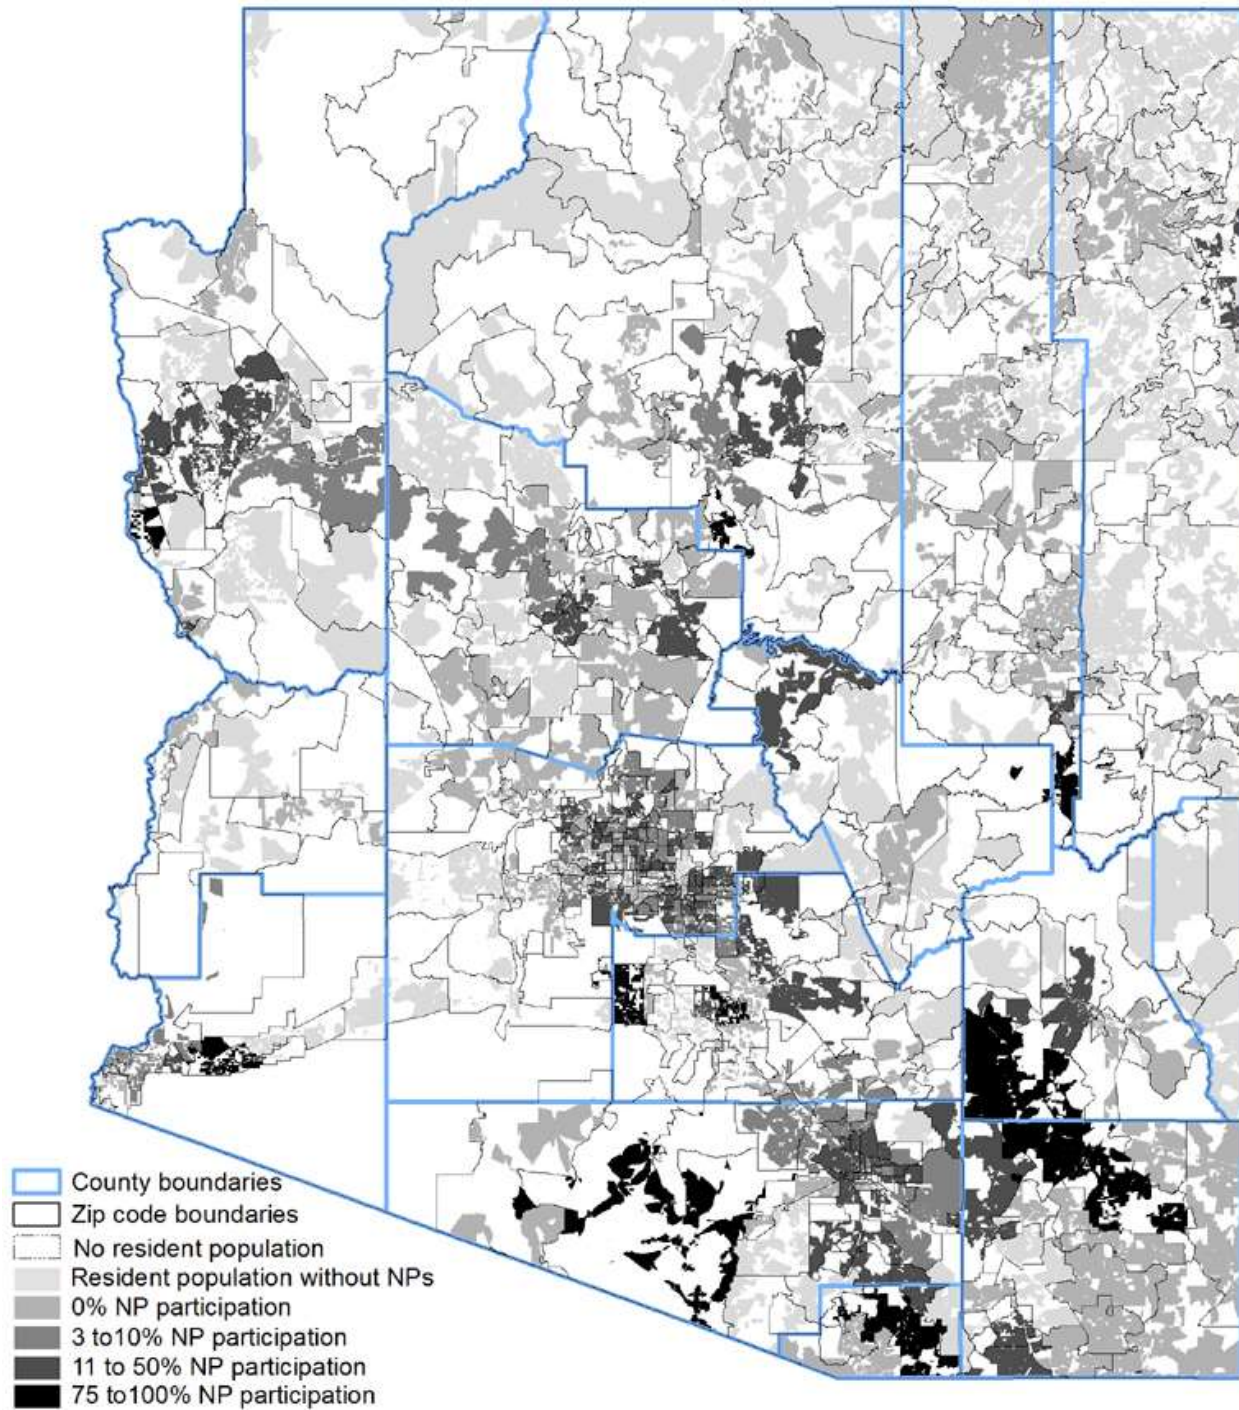 County boundaries
Zip code boundaries
No resident population
Resident population without NPs
0% NP participation
3 to10% NP participation
11 to 50% NP participation
75 to100% NP participation